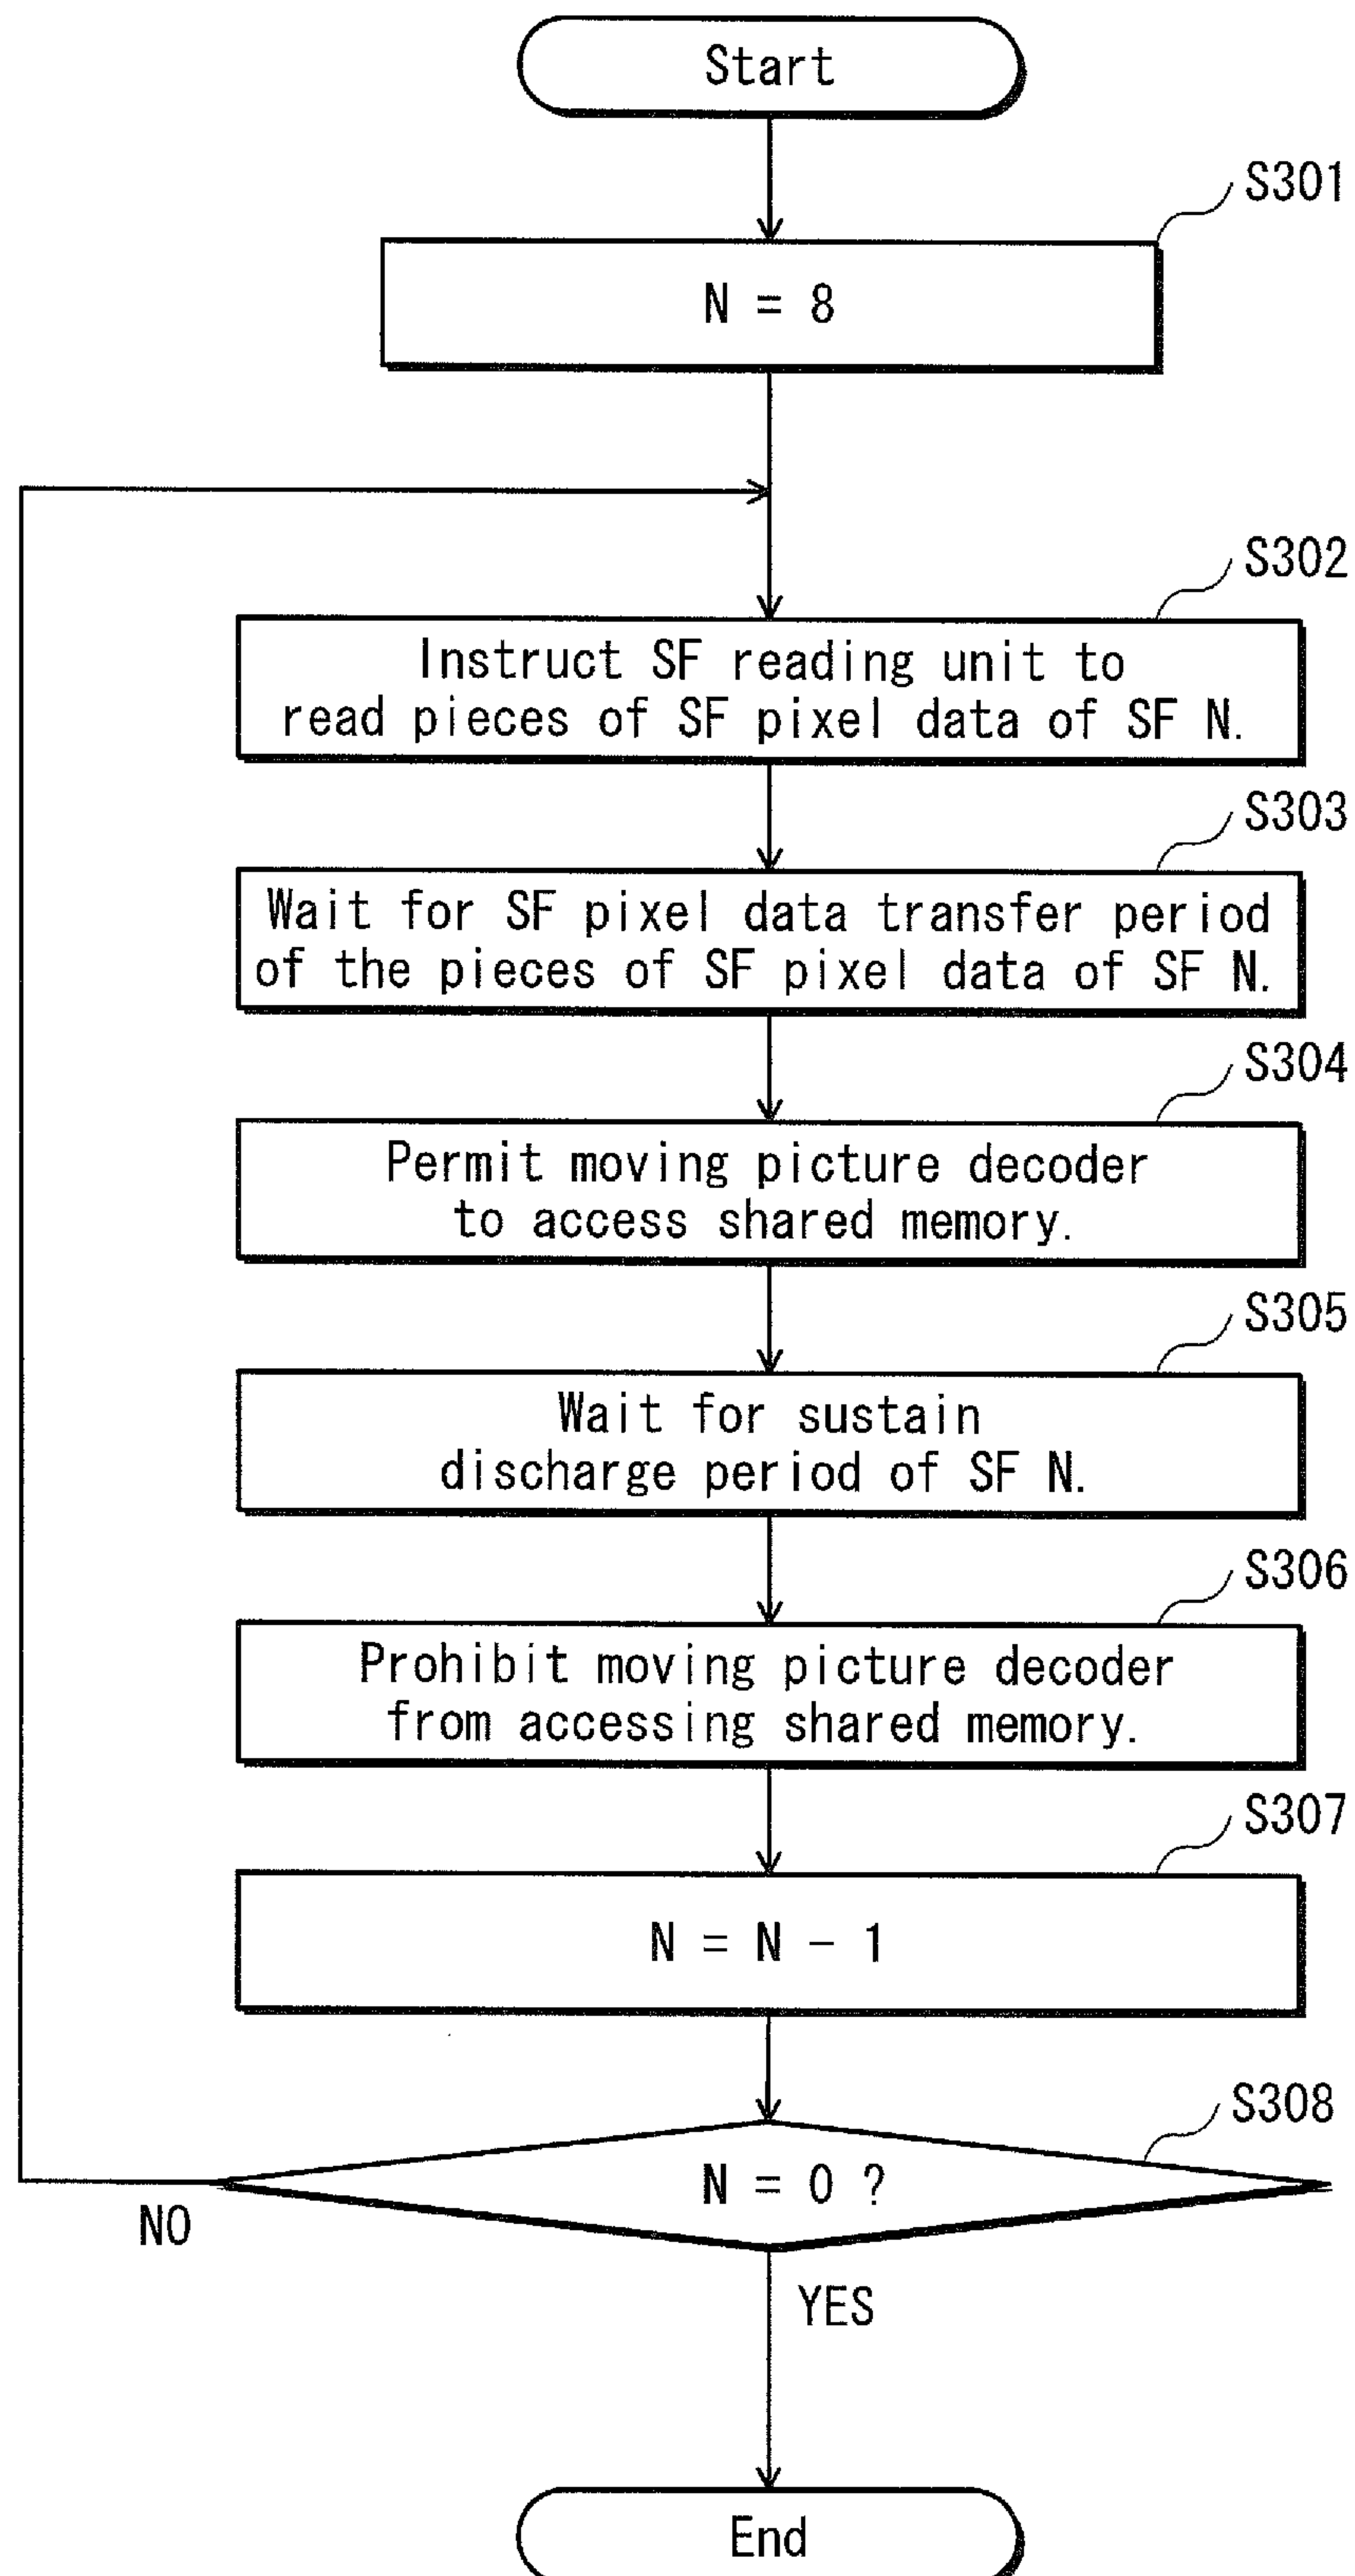 Start
S301
N = 8
S302
Instruct SF reading unit to
read pieces of SF pixel data of SF N.
S303
Wait for SF pixel data transfer period
of the pieces of SF pixel data of SF N.
S304
Permit moving picture decoder
to access shared memory.
S305
Wait for sustain
discharge period of SF N.
S306
Prohibit moving picture decoder
from accessing shared memory.
S307
N = N - 1
S308
N = 0 ?
NO
YES
End